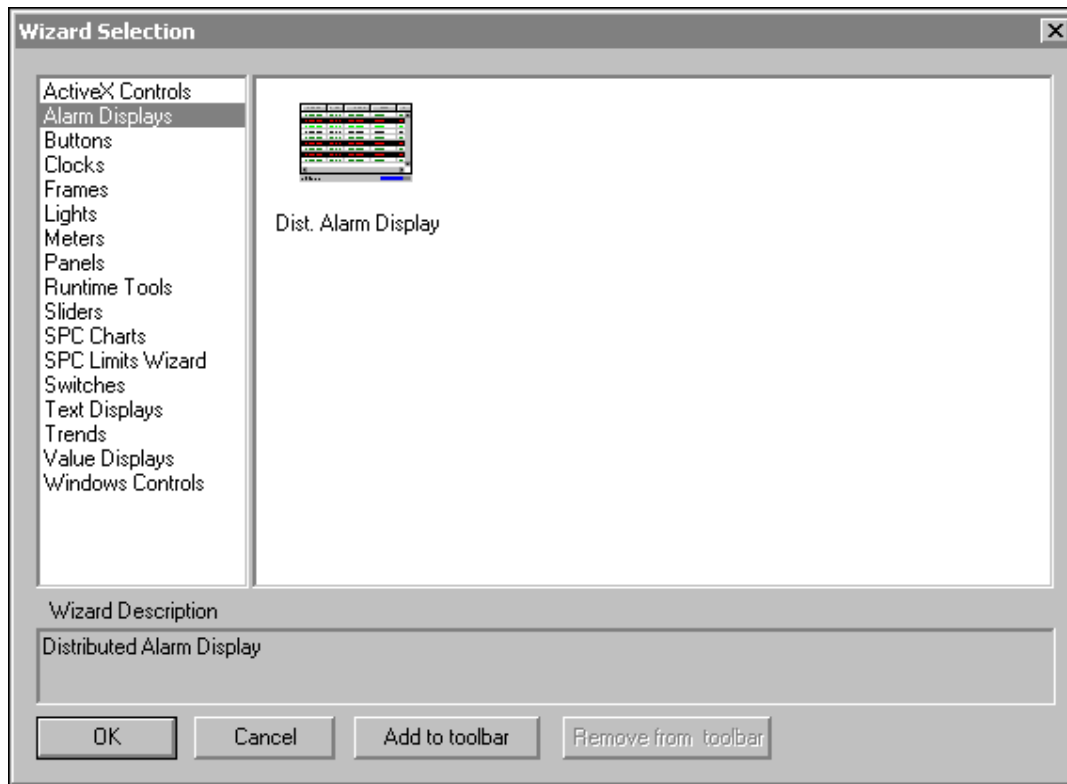 Wizard Selection
ActiveX Controls
Alarm Displays
Buttons
Clocks
Frames
Lights
Meters
Panels
Runtime Tools
Sliders
SPC Charts
SPC Limits Wizard
Switches
Text Displays
Trends
Value Displays
Windows Controls
Dist. Alarm Display
Wizard Description
Distributed Alarm Display
OK
Cancel
Add to toolbar
Remove from toolbar